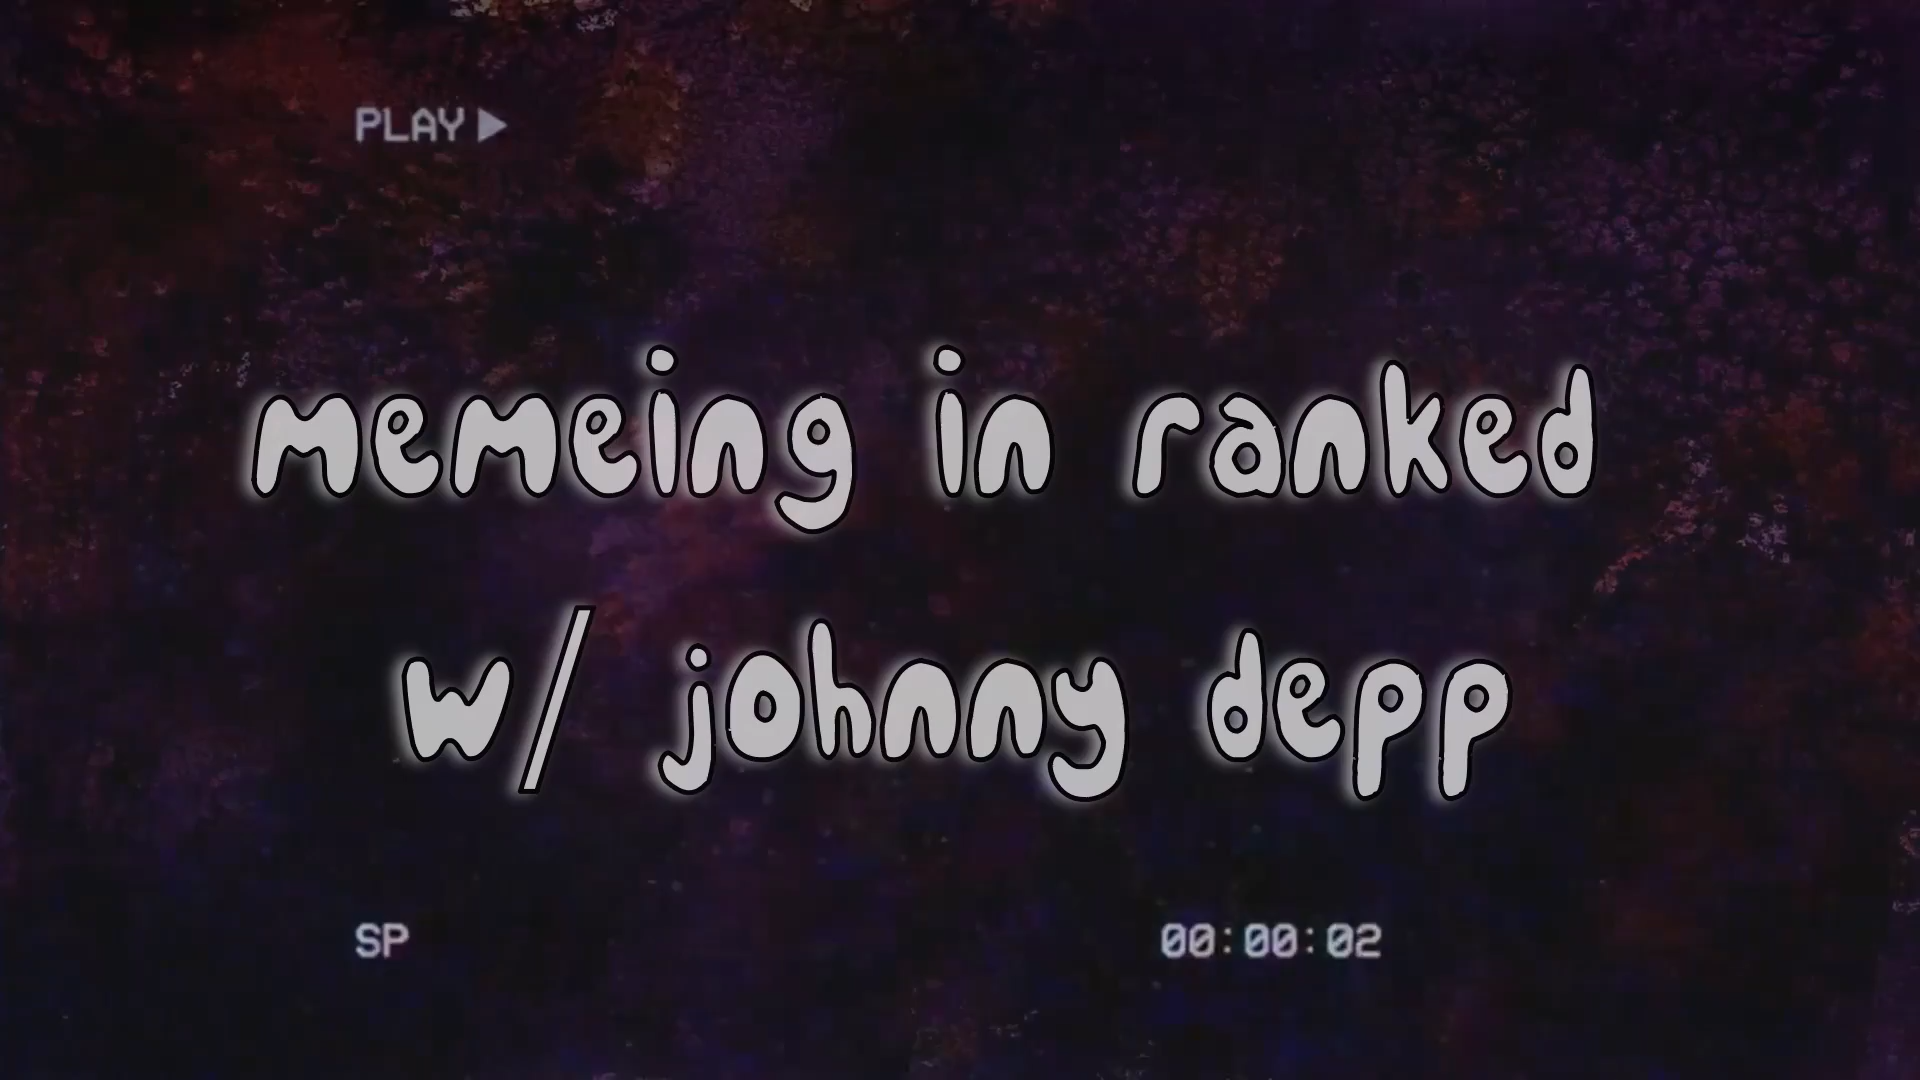 PLAY
memeing in ranked
w/ johnny depp
SP
00:00:02